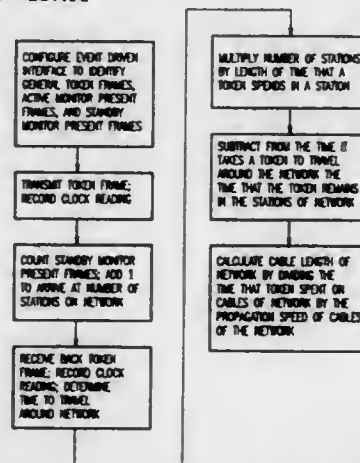 CONFIGURE EVENT DRIVEN
INTERFACE TO IDENTIFY
GENERAL TOKEN FRAMES,
ACTIVE MONITOR PRESENT
FRAMES, AND STANDBY
MONITOR PRESENT FRAMES
TRANSMIT TOKEN FRAME;
RECORD CLOCK READING
COUNT STANDBY MONITOR
PRESENT FRAMES; ADD 1
TO ARRIVE AT NUMBER OF
STATIONS ON NETWORK
RECEIVE BACK TOKEN
FRAME; RECORD CLOCK
READING; DETERMINE
TIME TO TRAVEL
AROUND NETWORK
MULTIPLY NUMBER OF STATIONS
BY LENGTH OF TIME THAT A
TOKEN SPENDS IN A STATION
SUBTRACT FROM THE TIME IT
TAKES A TOKEN TO TRAVEL
AROUND THE NETWORK THE
TIME THAT THE TOKEN REMAINS
IN THE STATIONS OF NETWORK
CALCULATE CABLE LENGTH OF
NETWORK BY DIVIDING THE
TIME THAT TOKEN SPENT ON
CABLES OF NETWORK BY THE
PROPAGATION SPEED OF CABLES
OF THE NETWORK